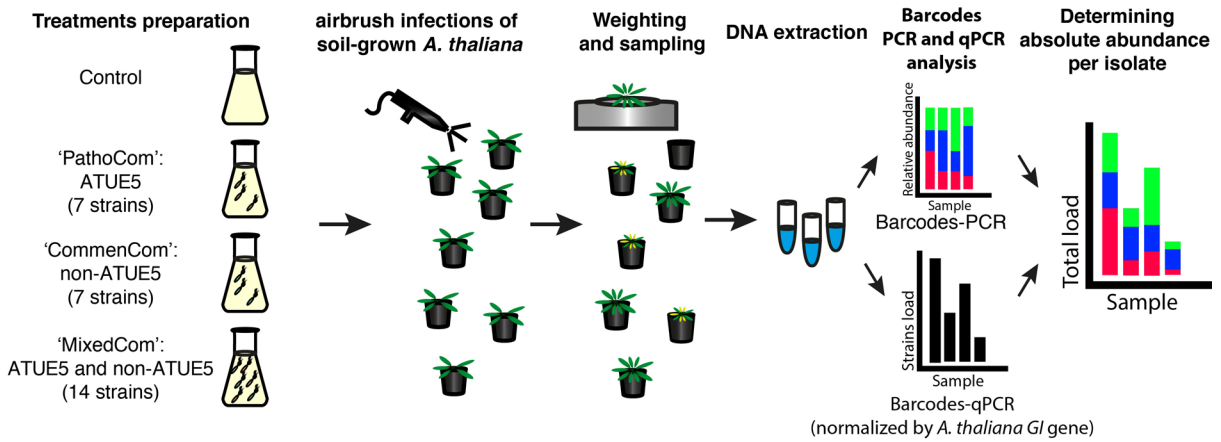 Treatments preparation
Control
‘PathoCom’:
ATUE5
(7 strains)
‘CommenCom’:
non-ATUE5
(7 strains)
‘MixedCom’:
ATUE5 and non-ATUE5
(14 strains)
airbrush infections of
soil-grown A. thaliana
Weighting
and sampling
DNA extraction
Barcodes
PCR and qPCR
analysis
Relative abundance
Sample
Barcodes-PCR
Strains load
Sample
Barcodes-qPCR
(normalized by A. thaliana GI gene)
Determining
absolute abundance
per isolate
Total load
Sample